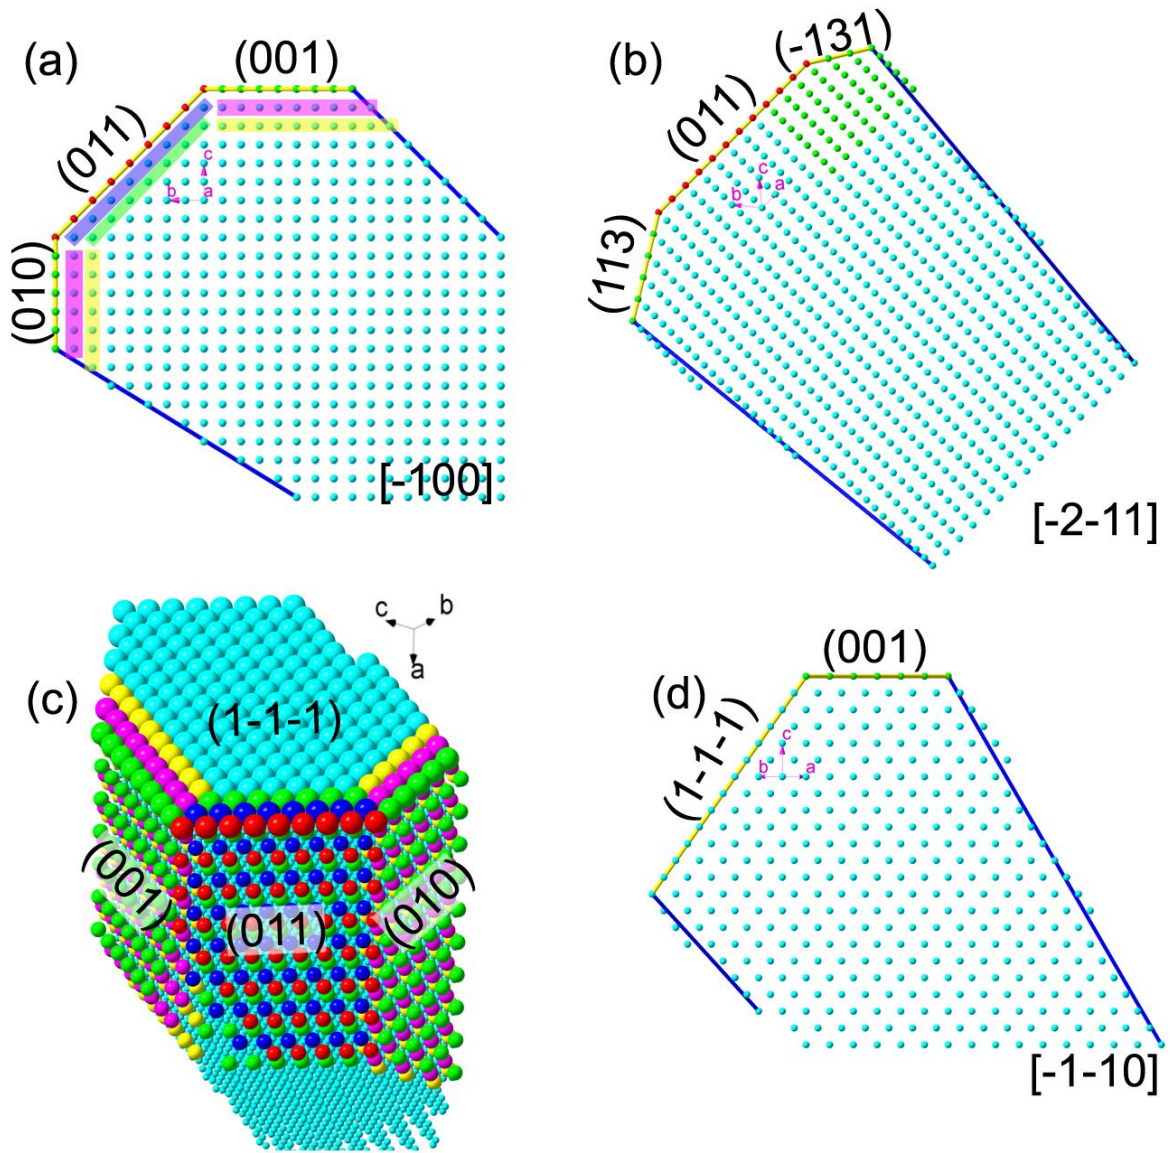 (a)
(001)
(011)
(010)
c
b
a
[-100]
(b)
(-131)
(011)
(113)
c
b
a
[-2-11]
(c)
c
b
a
(1-1-1)
(001)
(011)
(010)
(d)
(001)
(1-1-1)
c
b
a
[-1-10]